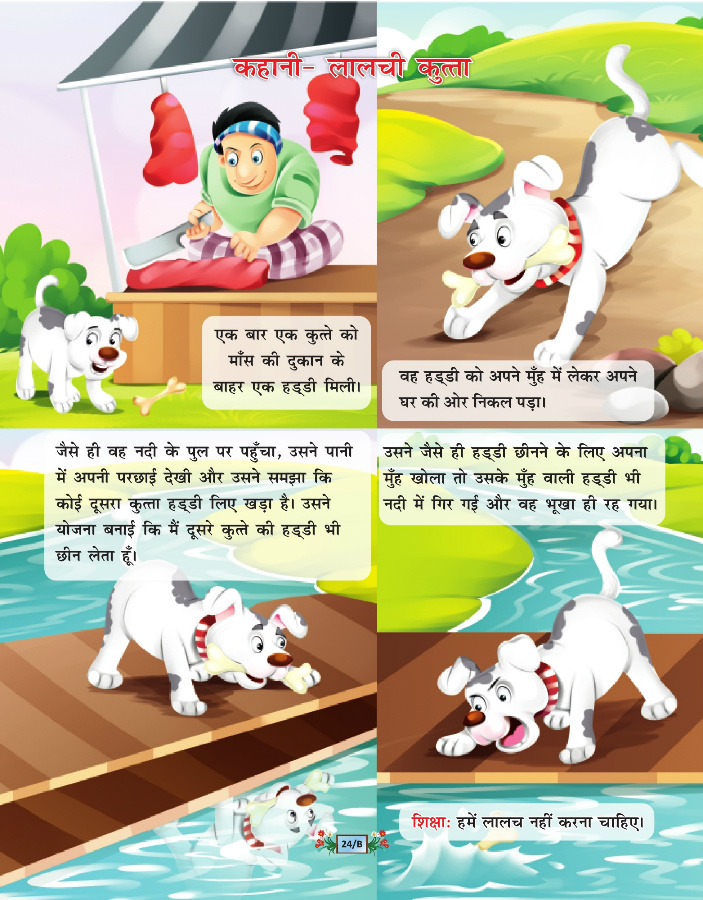 कहानी- लालची कुत्ता
एक बार एक कुत्ते को
माँस की दुकान के
बाहर एक हड्डी मिली।
वह हड्डी को अपने मुँह में लेकर अपने
घर की ओर निकल पड़ा।
जैसे ही वह नदी के पुल पर पहुँचा, उसने पानी
में अपनी परछाई देखी और उसने समझा कि
कोई दूसरा कुत्ता हड्डी लिए खड़ा है। उसने
योजना बनाई कि मैं दूसरे कुत्ते की हड्डी भी
छीन लेता हूँ।
उसने जैसे ही हड्डी छीनने के लिए अपना
मुँह खोला तो उसके मुँह वाली हड्डी भी
नदी में गिर गई और वह भूखा ही रह गया।
शिक्षा: हमें लालच नहीं करना चाहिए।
24/B